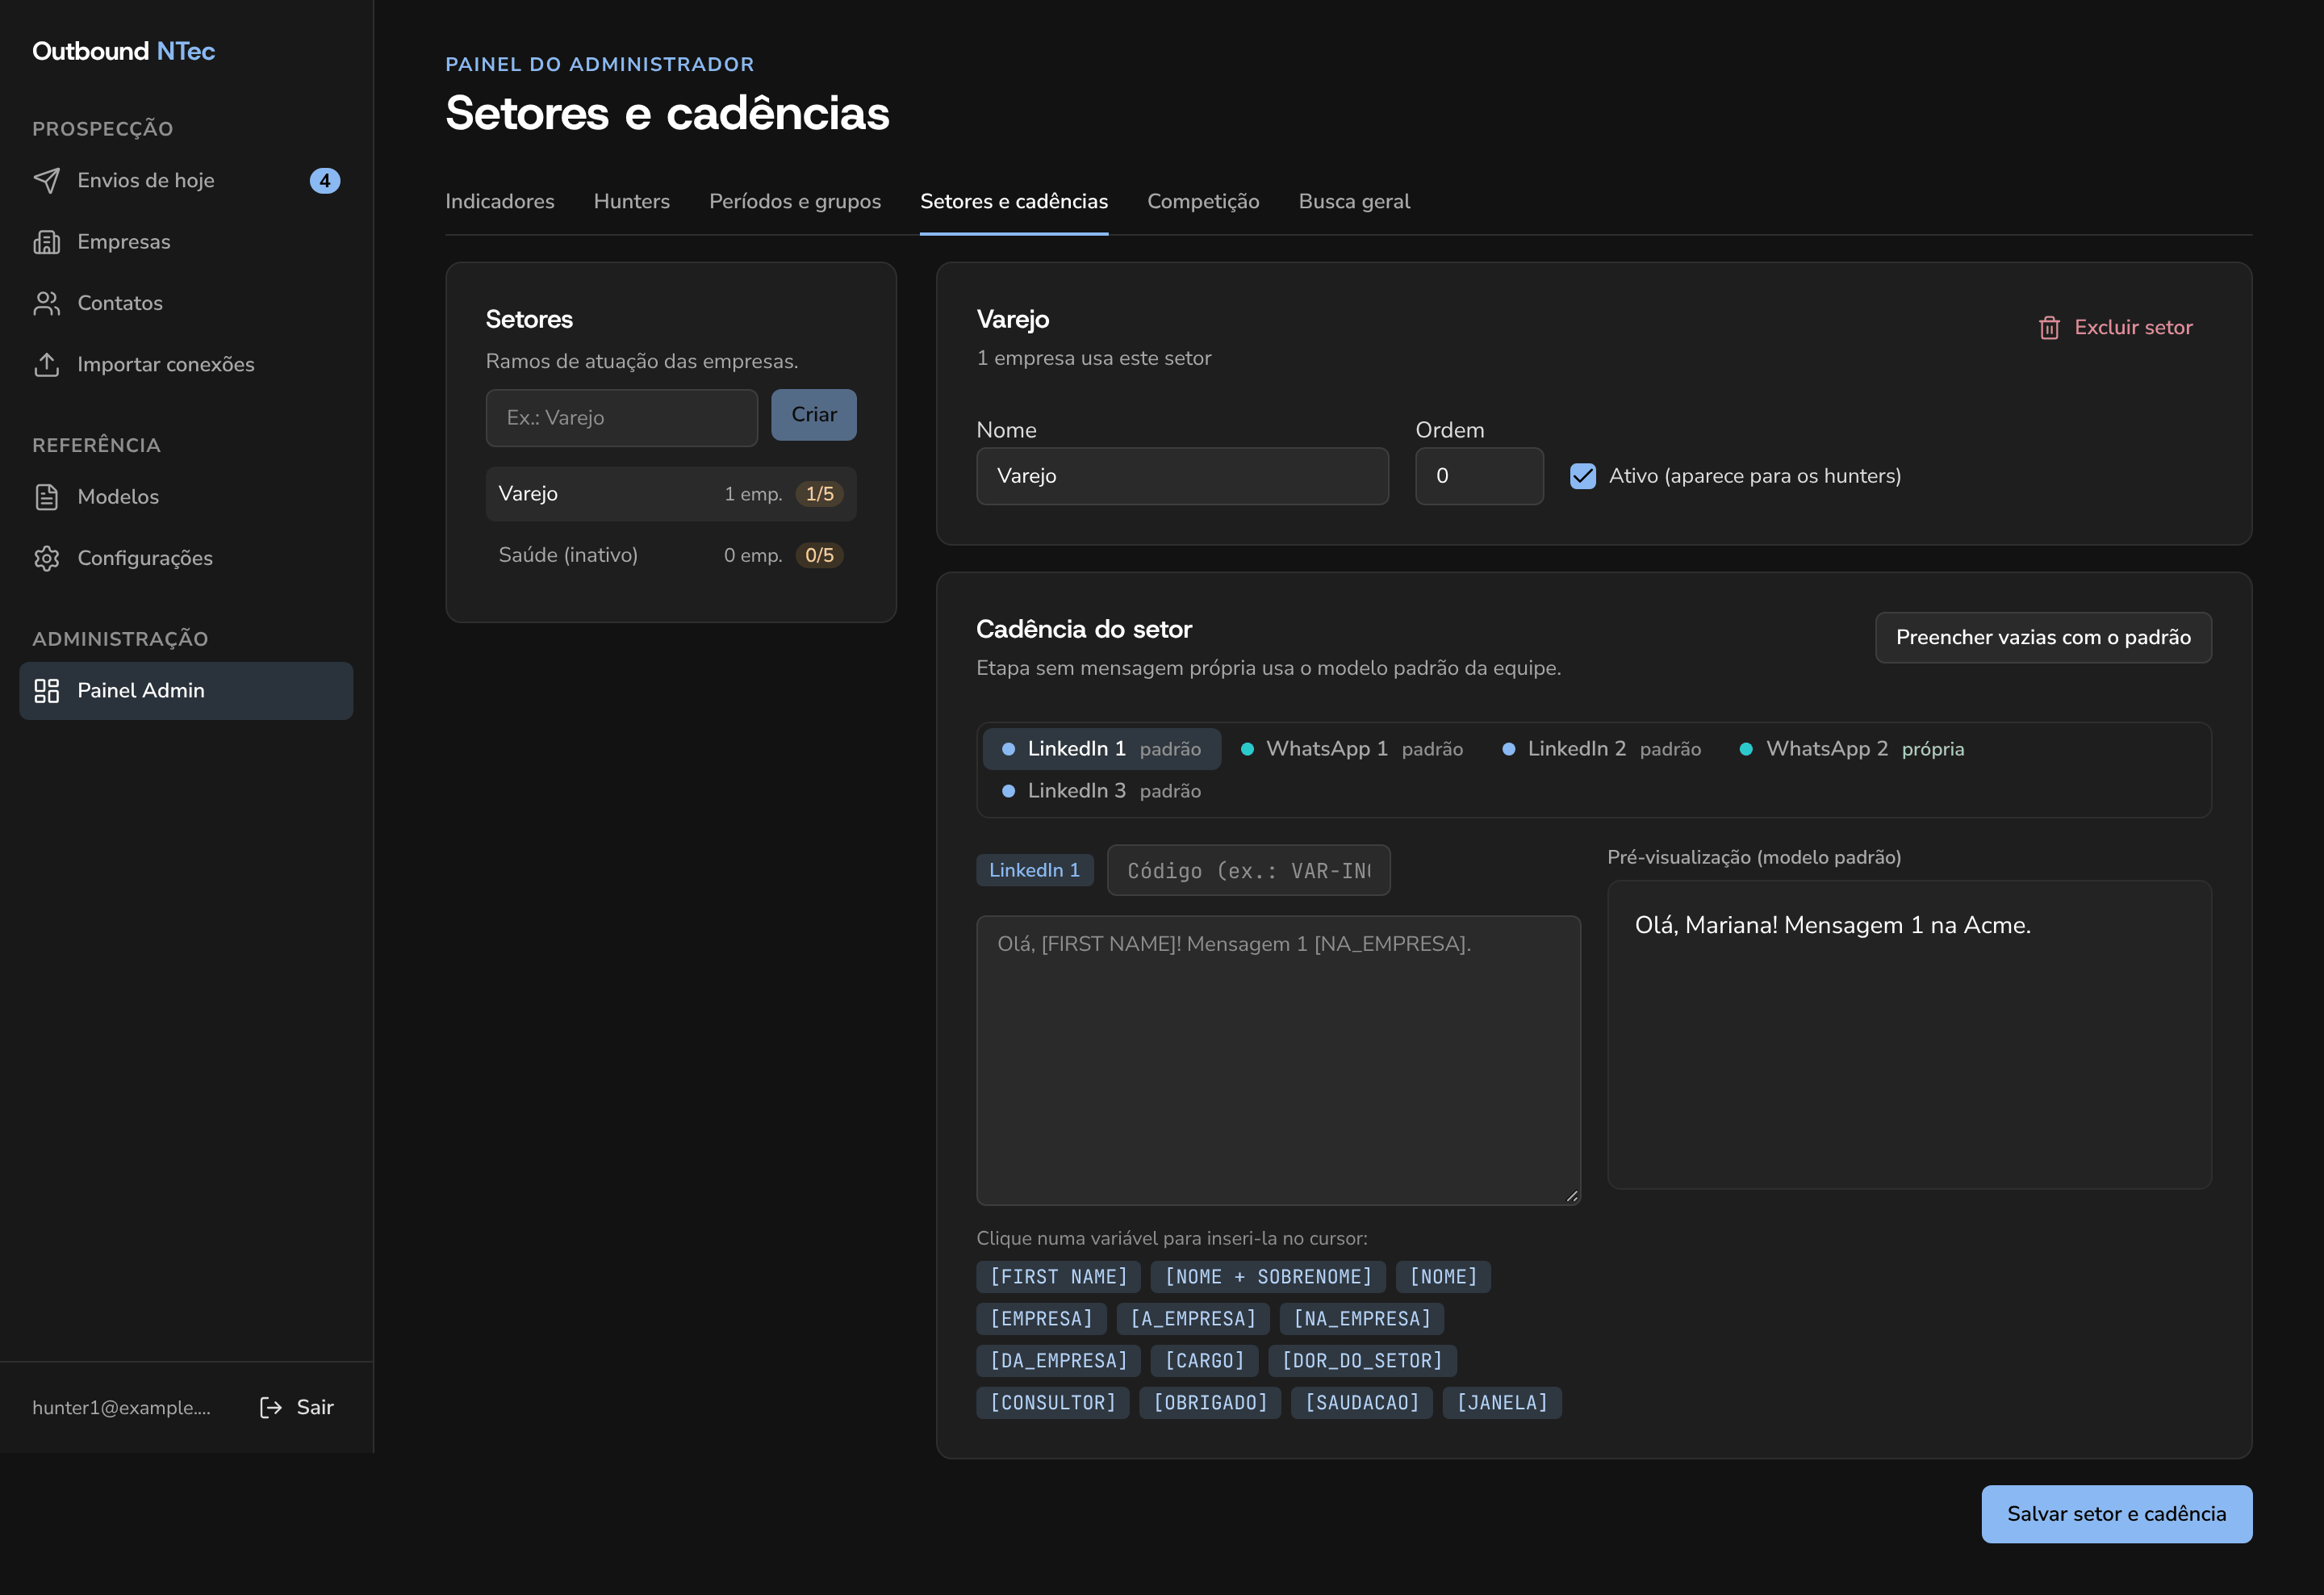 Outbound NTec
PROSPECÇÃO
Envios de hoje 4
Empresas
Contatos
Importar conexões
REFERÊNCIA
Modelos
Configurações
ADMINISTRAÇÃO
Painel Admin
hunter1@example.... Sair
PAINEL DO ADMINISTRADOR
Setores e cadências
Indicadores Hunters Períodos e grupos Setores e cadências Competição Busca geral
Setores
Ramos de atuação das empresas.
Ex.: Varejo Criar
Varejo 1 emp. 1/5
Saúde (inativo) 0 emp. 0/5
Varejo
Excluir setor
1 empresa usa este setor
Nome Ordem
Varejo 0 Ativo (aparece para os hunters)
Cadência do setor
Preencher vazias com o padrão
Etapa sem mensagem própria usa o modelo padrão da equipe.
LinkedIn 1 padrão WhatsApp 1 padrão LinkedIn 2 padrão WhatsApp 2 própria
LinkedIn 3 padrão
LinkedIn 1 Código (ex.: VAR-IN
Olá, [FIRST NAME]! Mensagem 1 [NA_EMPRESA].
Pré-visualização (modelo padrão)
Olá, Mariana! Mensagem 1 na Acme.
Clique numa variável para inseri-la no cursor:
[FIRST NAME] [NOME + SOBRENOME] [NOME]
[EMPRESA] [A_EMPRESA] [NA_EMPRESA]
[DA_EMPRESA] [CARGO] [DOR_DO_SETOR]
[CONSULTOR] [OBRIGADO] [SAUDACAO] [JANELA]
Salvar setor e cadência